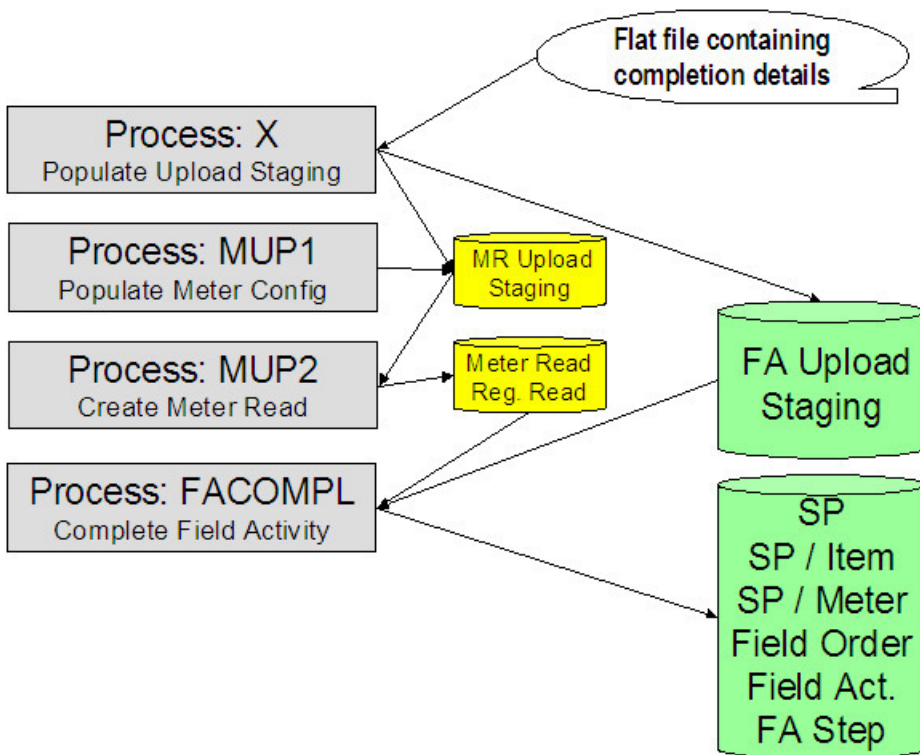 Flat file containing
completion details
Process: X
Populate Upload Staging
Process: MUP1
Populate Meter Config
MR Upload
Staging
Process: MUP2
Create Meter Read
Meter Read
Reg. Read
FA Upload
Staging
Process: FACOMPL
Complete Field Activity
SP
SP / Item
SP / Meter
Field Order
Field Act.
FA Step